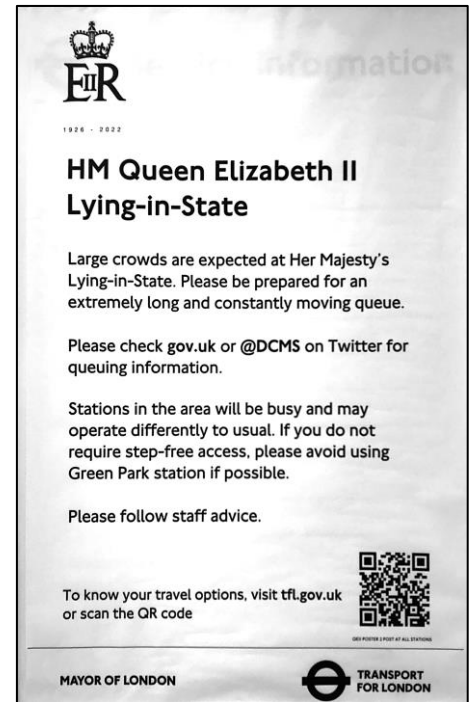 EIIR
1926 - 2022
information
HM Queen Elizabeth II
Lying-in-State
Large crowds are expected at Her Majesty's
Lying-in-State. Please be prepared for an
extremely long and constantly moving queue.
Please check gov.uk or @DCMS on Twitter for
queuing information.
Stations in the area will be busy and may
operate differently to usual. If you do not
require step-free access, please avoid using
Green Park station if possible.
Please follow staff advice.
To know your travel options, visit tfl.gov.uk
or scan the QR code
MAYOR OF LONDON
TRANSPORT
FOR LONDON